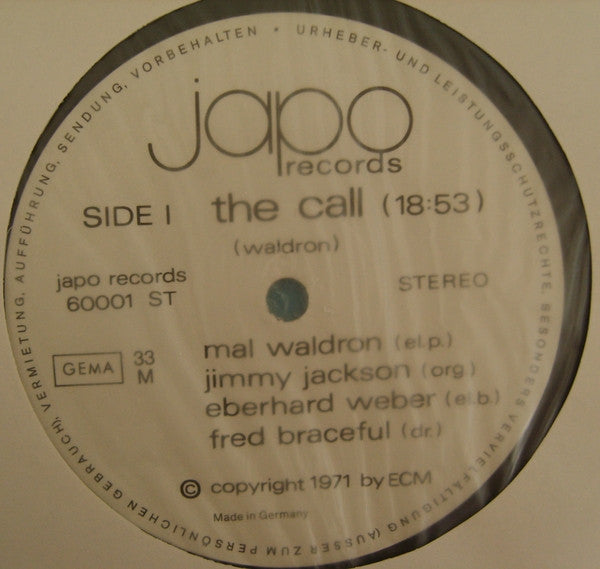 URHEBER- UND LEISTUNGSSCHUTZRECHTE, BESONDERS VERVIELFÄLTIGUNG (AUSSER ZUM PERSÖNLICHEN GEBRAUCH), VERMIETUNG, AUFFÜHRUNG, SENDUNG, VORBEHALTEN *
japo
records
SIDE I the call (18:53)
(waldron)
japo records
60001 ST
STEREO
GEMA
33
M
mal waldron (el.p.)
jimmy jackson (org)
eberhard weber (el.b.)
fred braceful (dr.)
© copyright 1971 by ECM
Made in Germany